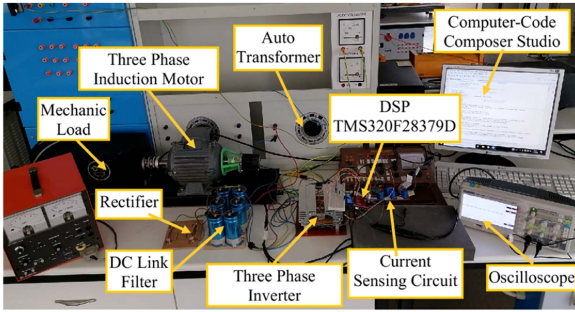 Computer-Code
Composer Studio
Auto
Transformer
Three Phase
Induction Motor
DSP
TMS320F28379D
Mechanic
Load
Rectifier
DC Link
Filter
Three Phase
Inverter
Current
Sensing Circuit
Oscilloscope